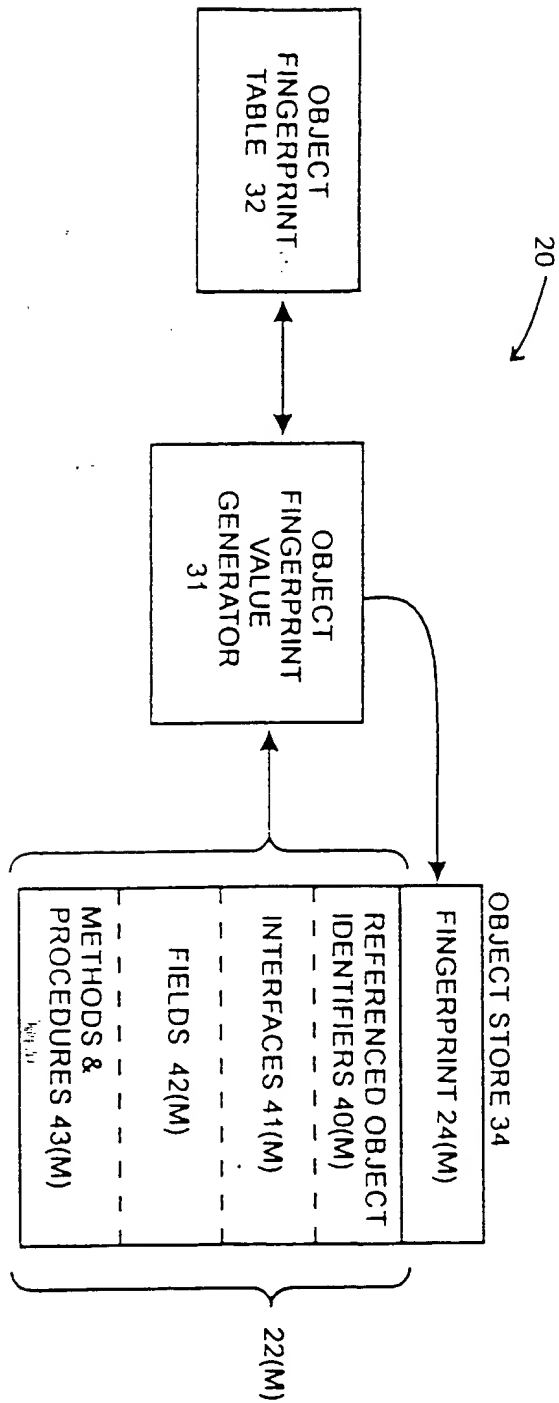 20
OBJECT
FINGERPRINT
TABLE 32
OBJECT
FINGERPRINT
VALUE
GENERATOR
31
OBJECT STORE 34
FINGERPRINT 24(M)
REFERENCED OBJECT
IDENTIFIERS 40(M)
INTERFACES 41(M)
FIELDS 42(M)
METHODS &
PROCEDURES 43(M)
22(M)